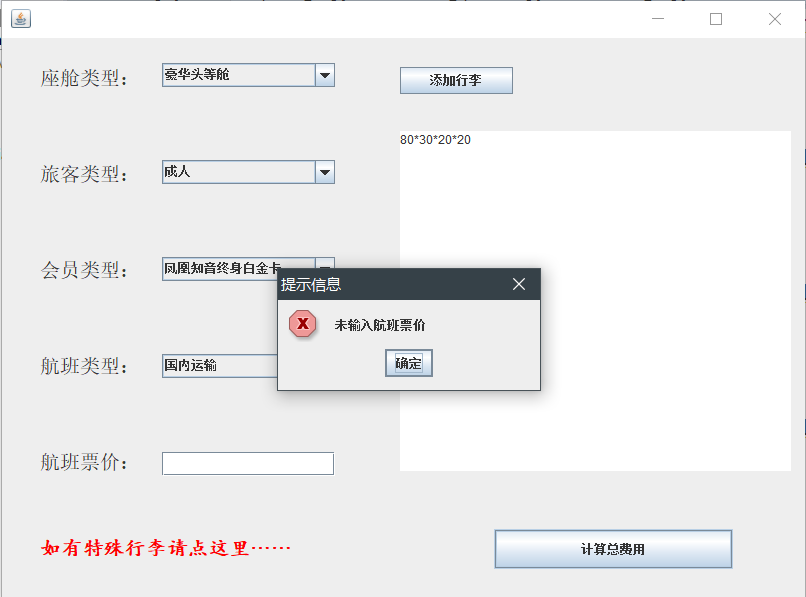 座舱类型：
豪华头等舱
添加行李
80*30*20*20
旅客类型：
成人
会员类型：
凤凰知音终身白金卡
提示信息
未输入航班票价
确定
航班类型：
国内运输
航班票价：
如有特殊行李请点这里……
计算总费用